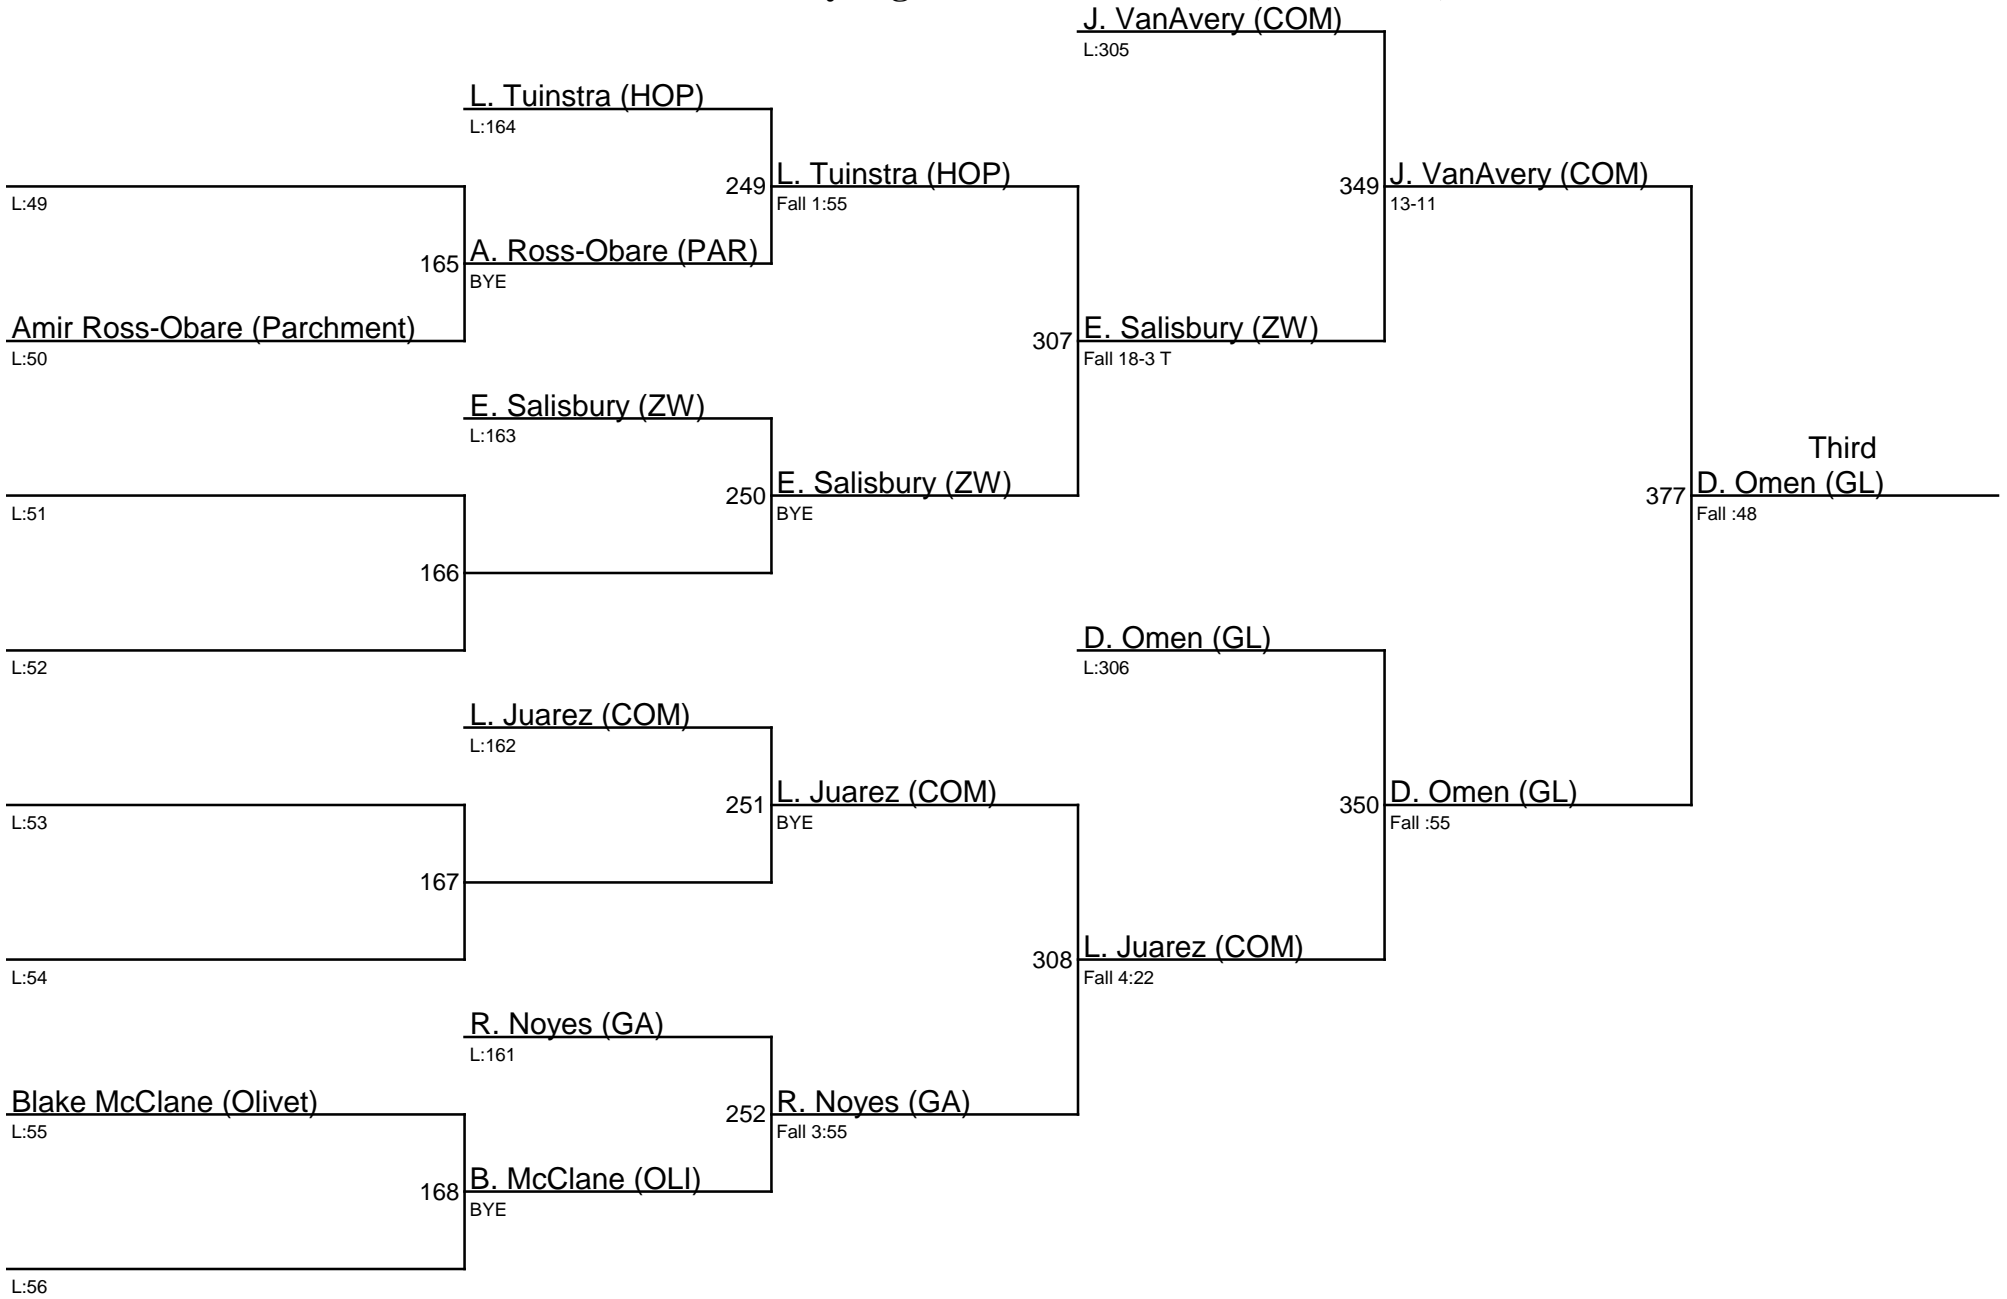 J. VanAvery (COM)
L:305
L. Tuinstra (HOP)
L:164
L:49
249
L. Tuinstra (HOP)
Fall 1:55
349
J. VanAvery (COM)
13-11
165
A. Ross-Obare (PAR)
BYE
Amir Ross-Obare (Parchment)
L:50
307
E. Salisbury (ZW)
Fall 18-3 T
E. Salisbury (ZW)
L:163
L:51
250
E. Salisbury (ZW)
BYE
Third
377
D. Omen (GL)
Fall :48
166
L:52
D. Omen (GL)
L:306
L. Juarez (COM)
L:162
L:53
251
L. Juarez (COM)
BYE
350
D. Omen (GL)
Fall :55
167
L:54
308
L. Juarez (COM)
Fall 4:22
R. Noyes (GA)
L:161
Blake McClane (Olivet)
L:55
252
R. Noyes (GA)
Fall 3:55
168
B. McClane (OLI)
BYE
L:56